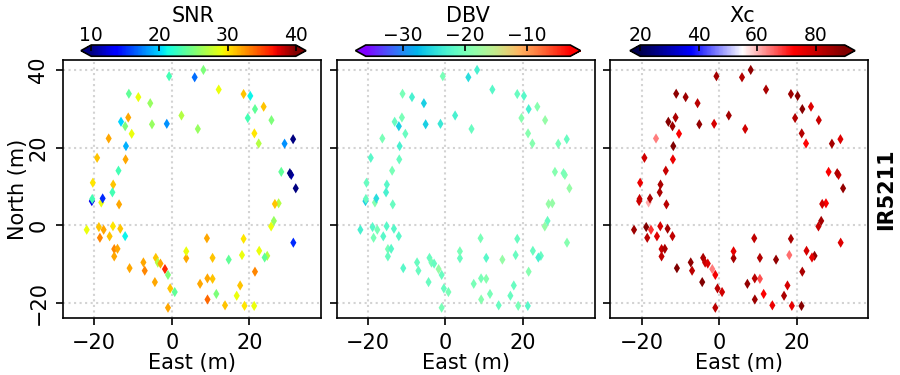 SNR DBV Xc
10 20 30 40 −30 −20 −10 20 40 60 80
40
20
0
−20
North (m)
IR5211
−20 0 20 −20 0 20 −20 0 20
East (m) East (m) East (m)